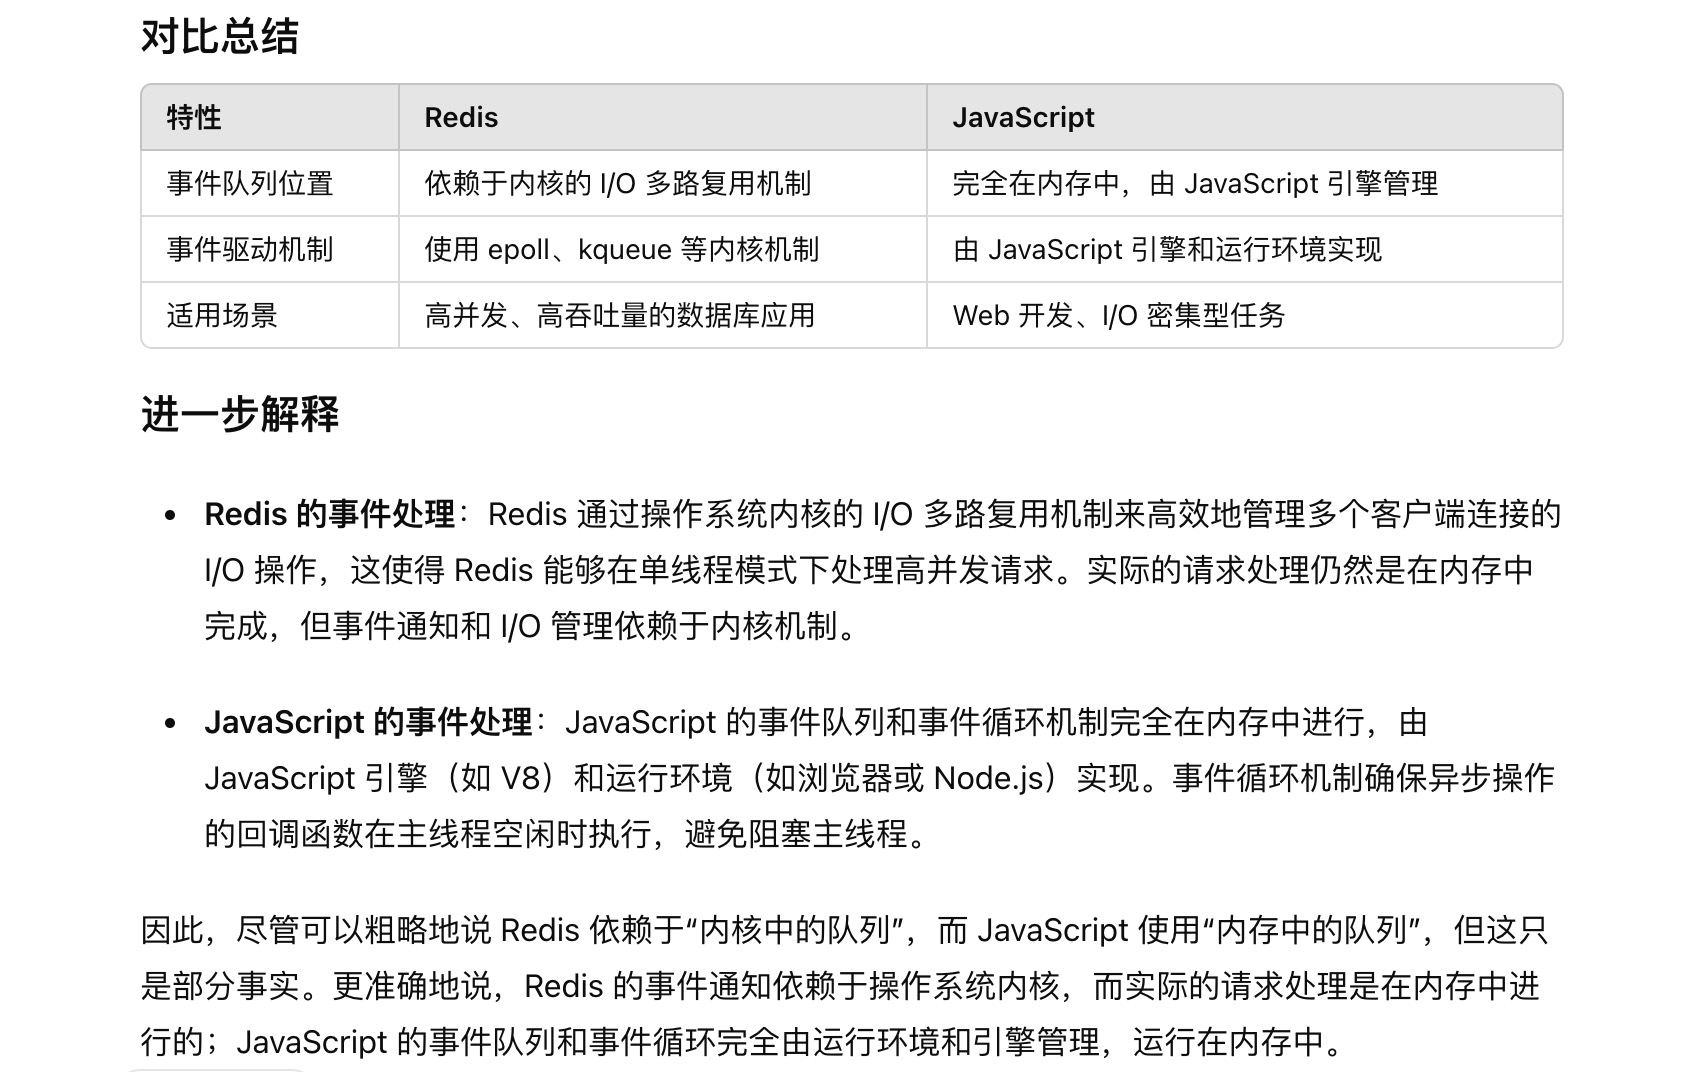 对比总结
特性 Redis JavaScript
事件队列位置 依赖于内核的 I/O 多路复用机制 完全在内存中，由 JavaScript 引擎管理
事件驱动机制 使用 epoll、kqueue 等内核机制 由 JavaScript 引擎和运行环境实现
适用场景 高并发、高吞吐量的数据库应用 Web 开发、I/O 密集型任务
进一步解释
• Redis 的事件处理：Redis 通过操作系统内核的 I/O 多路复用机制来高效地管理多个客户端连接的
I/O 操作，这使得 Redis 能够在单线程模式下处理高并发请求。实际的请求处理仍然是在内存中
完成，但事件通知和 I/O 管理依赖于内核机制。
• JavaScript 的事件处理：JavaScript 的事件队列和事件循环机制完全在内存中进行，由
JavaScript 引擎（如 V8）和运行环境（如浏览器或 Node.js）实现。事件循环机制确保异步操作
的回调函数在主线程空闲时执行，避免阻塞主线程。
因此，尽管可以粗略地说 Redis 依赖于“内核中的队列”，而 JavaScript 使用“内存中的队列”，但这只
是部分事实。更准确地说，Redis 的事件通知依赖于操作系统内核，而实际的请求处理是在内存中进
行的；JavaScript 的事件队列和事件循环完全由运行环境和引擎管理，运行在内存中。